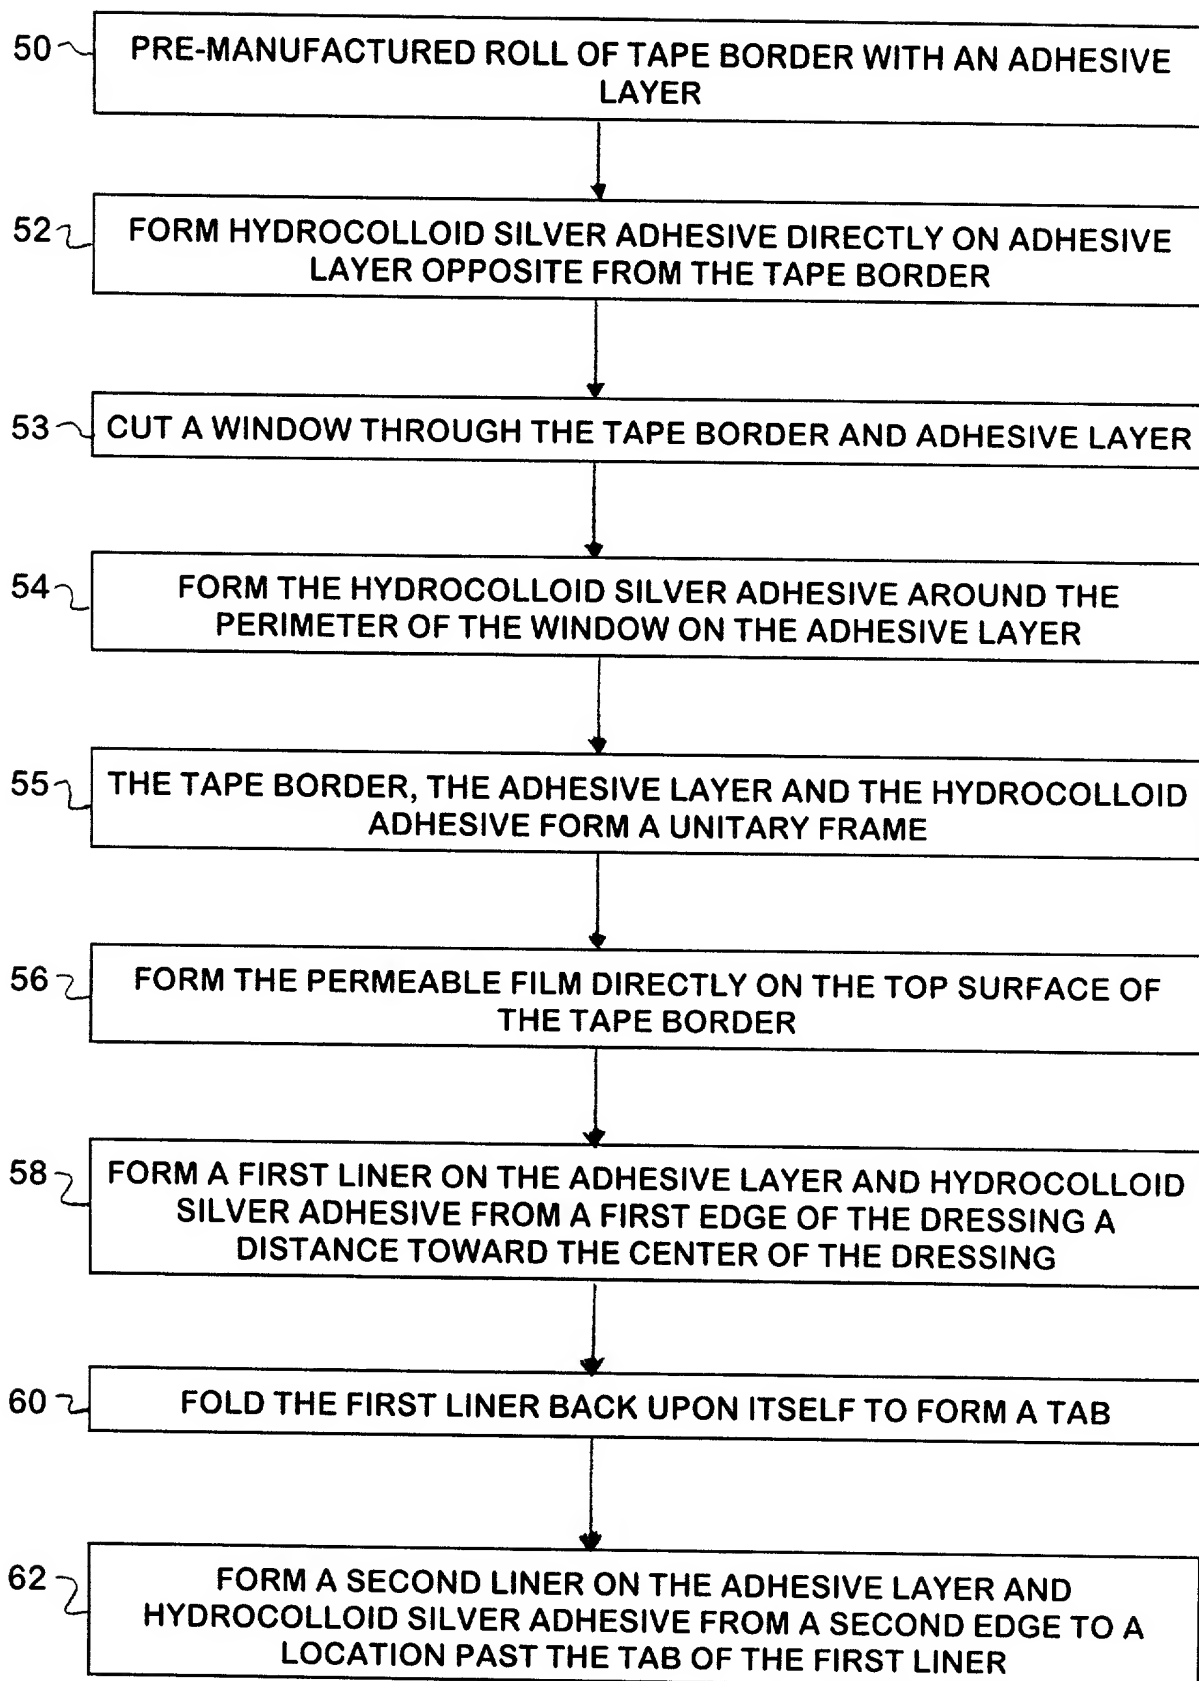 50 PRE-MANUFACTURED ROLL OF TAPE BORDER WITH AN ADHESIVE
LAYER
52 FORM HYDROCOLLOID SILVER ADHESIVE DIRECTLY ON ADHESIVE
LAYER OPPOSITE FROM THE TAPE BORDER
53 CUT A WINDOW THROUGH THE TAPE BORDER AND ADHESIVE LAYER
54 FORM THE HYDROCOLLOID SILVER ADHESIVE AROUND THE
PERIMETER OF THE WINDOW ON THE ADHESIVE LAYER
55 THE TAPE BORDER, THE ADHESIVE LAYER AND THE HYDROCOLLOID
ADHESIVE FORM A UNITARY FRAME
56 FORM THE PERMEABLE FILM DIRECTLY ON THE TOP SURFACE OF
THE TAPE BORDER
58 FORM A FIRST LINER ON THE ADHESIVE LAYER AND HYDROCOLLOID
SILVER ADHESIVE FROM A FIRST EDGE OF THE DRESSING A
DISTANCE TOWARD THE CENTER OF THE DRESSING
60 FOLD THE FIRST LINER BACK UPON ITSELF TO FORM A TAB
62 FORM A SECOND LINER ON THE ADHESIVE LAYER AND
HYDROCOLLOID SILVER ADHESIVE FROM A SECOND EDGE TO A
LOCATION PAST THE TAB OF THE FIRST LINER